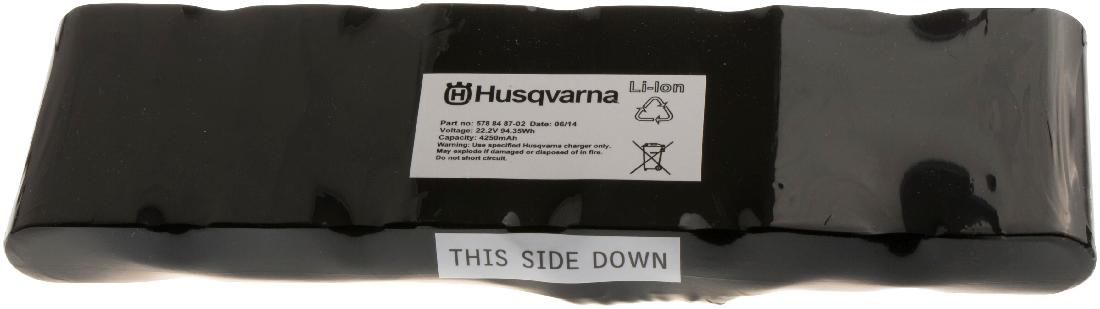 Husqvarna
Li-Ion
Part no: 578 84 87-02 Date: 06/14
Voltage: 22.2V 94.35Wh
Capacity: 4250mAh
Warning: Use specified Husqvarna charger only.
May explode if damaged or disposed of in fire.
Do not short circuit.
THIS SIDE DOWN